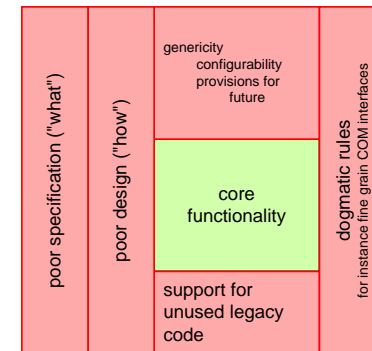 poor specification ("what")
poor design ("how")
genericity
configurability
provisions for
future
core
functionality
support for
unused legacy
code
dogmatic rules
for instance fine grain COM interfaces